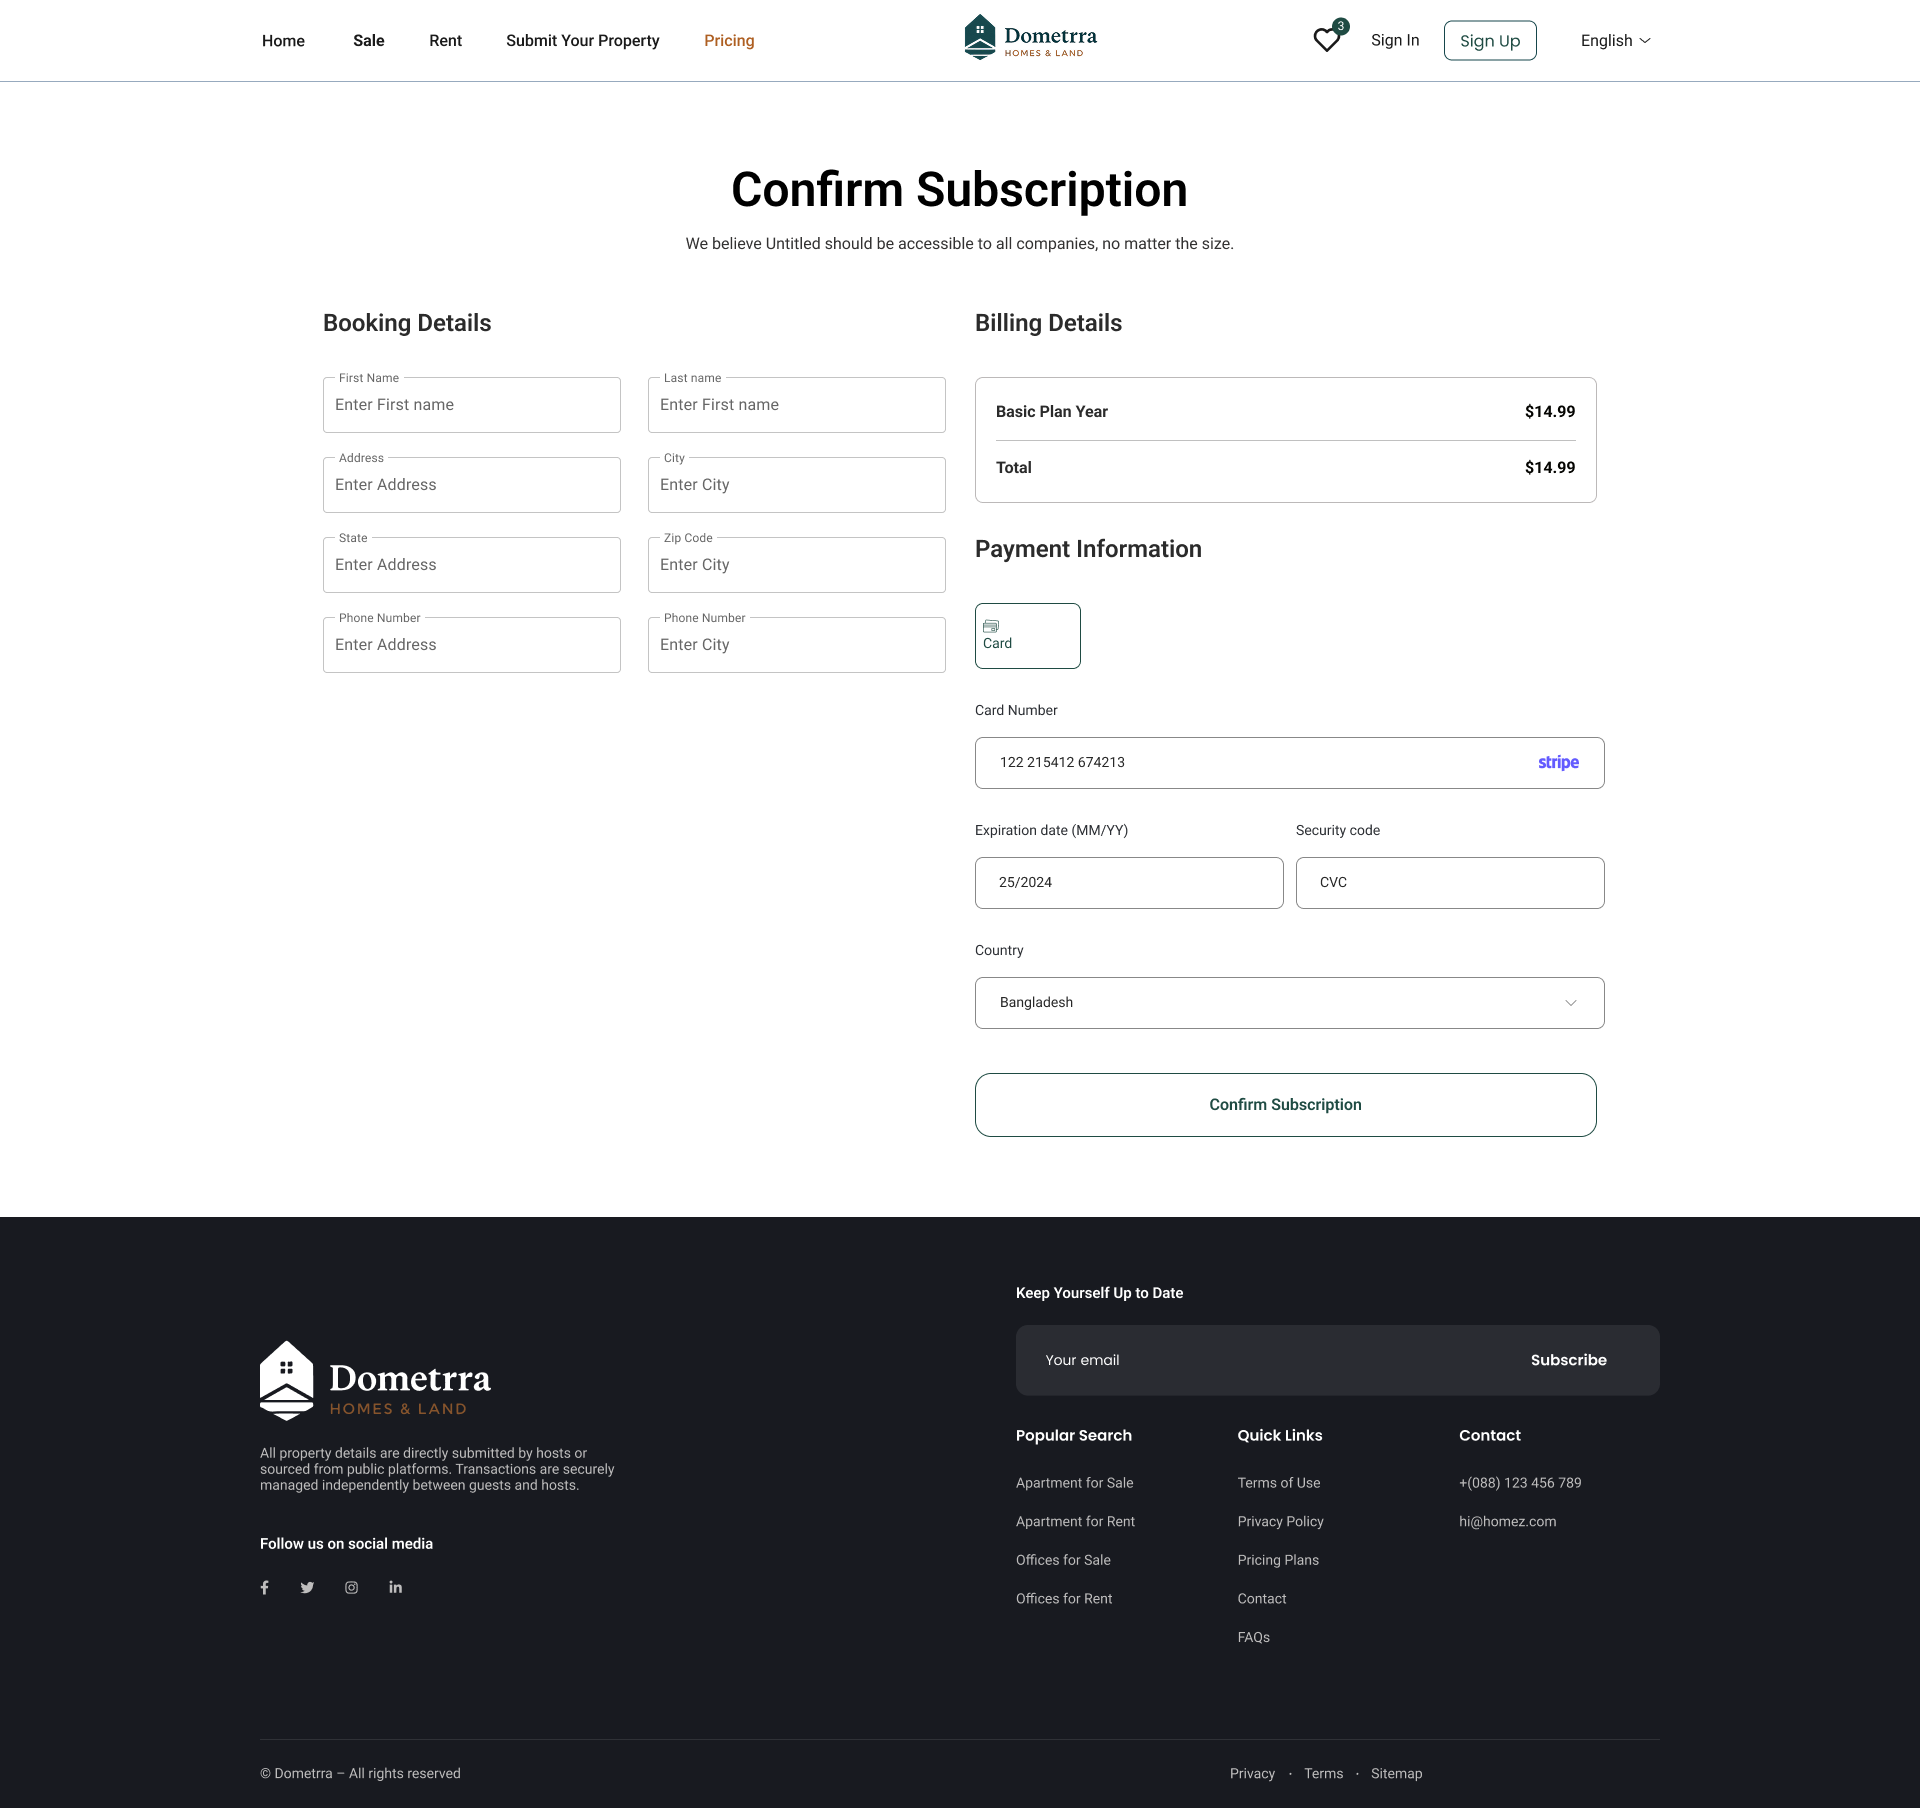 Home
Sale
Rent
Submit Your Property
Pricing
Dometrra
HOMES & LAND
3
Sign In
Sign Up
English
Confirm Subscription
We believe Untitled should be accessible to all companies, no matter the size.
Booking Details
First Name
Enter First name
Last name
Enter First name
Address
Enter Address
City
Enter City
State
Enter Address
Zip Code
Enter City
Phone Number
Enter Address
Phone Number
Enter City
Billing Details
Basic Plan Year $14.99
Total $14.99
Payment Information
Card
Card Number
122 215412 674213
stripe
Expiration date (MM/YY)
25/2024
Security code
CVC
Country
Bangladesh
Confirm Subscription
Dometrra
HOMES & LAND
All property details are directly submitted by hosts or
sourced from public platforms. Transactions are securely
managed independently between guests and hosts.
Follow us on social media
Keep Yourself Up to Date
Your email
Subscribe
Popular Search
Apartment for Sale
Apartment for Rent
Offices for Sale
Offices for Rent
Quick Links
Terms of Use
Privacy Policy
Pricing Plans
Contact
FAQs
Contact
+(088) 123 456 789
hi@homez.com
© Dometrra – All rights reserved
Privacy · Terms · Sitemap